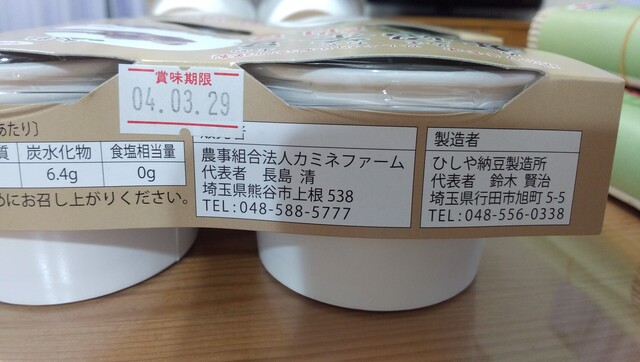 賞味期限
04.03.29
あたり〕
質 炭水化物 食塩相当量
6.4g 0g
めにお召し上がりください。
農事組合法人カミネファーム
代表者 長島 清
埼玉県熊谷市上根 538
TEL:048-588-5777
製造者
ひしや納豆製造所
代表者 鈴木 賢治
埼玉県行田市旭町 5-5
TEL:048-556-0338